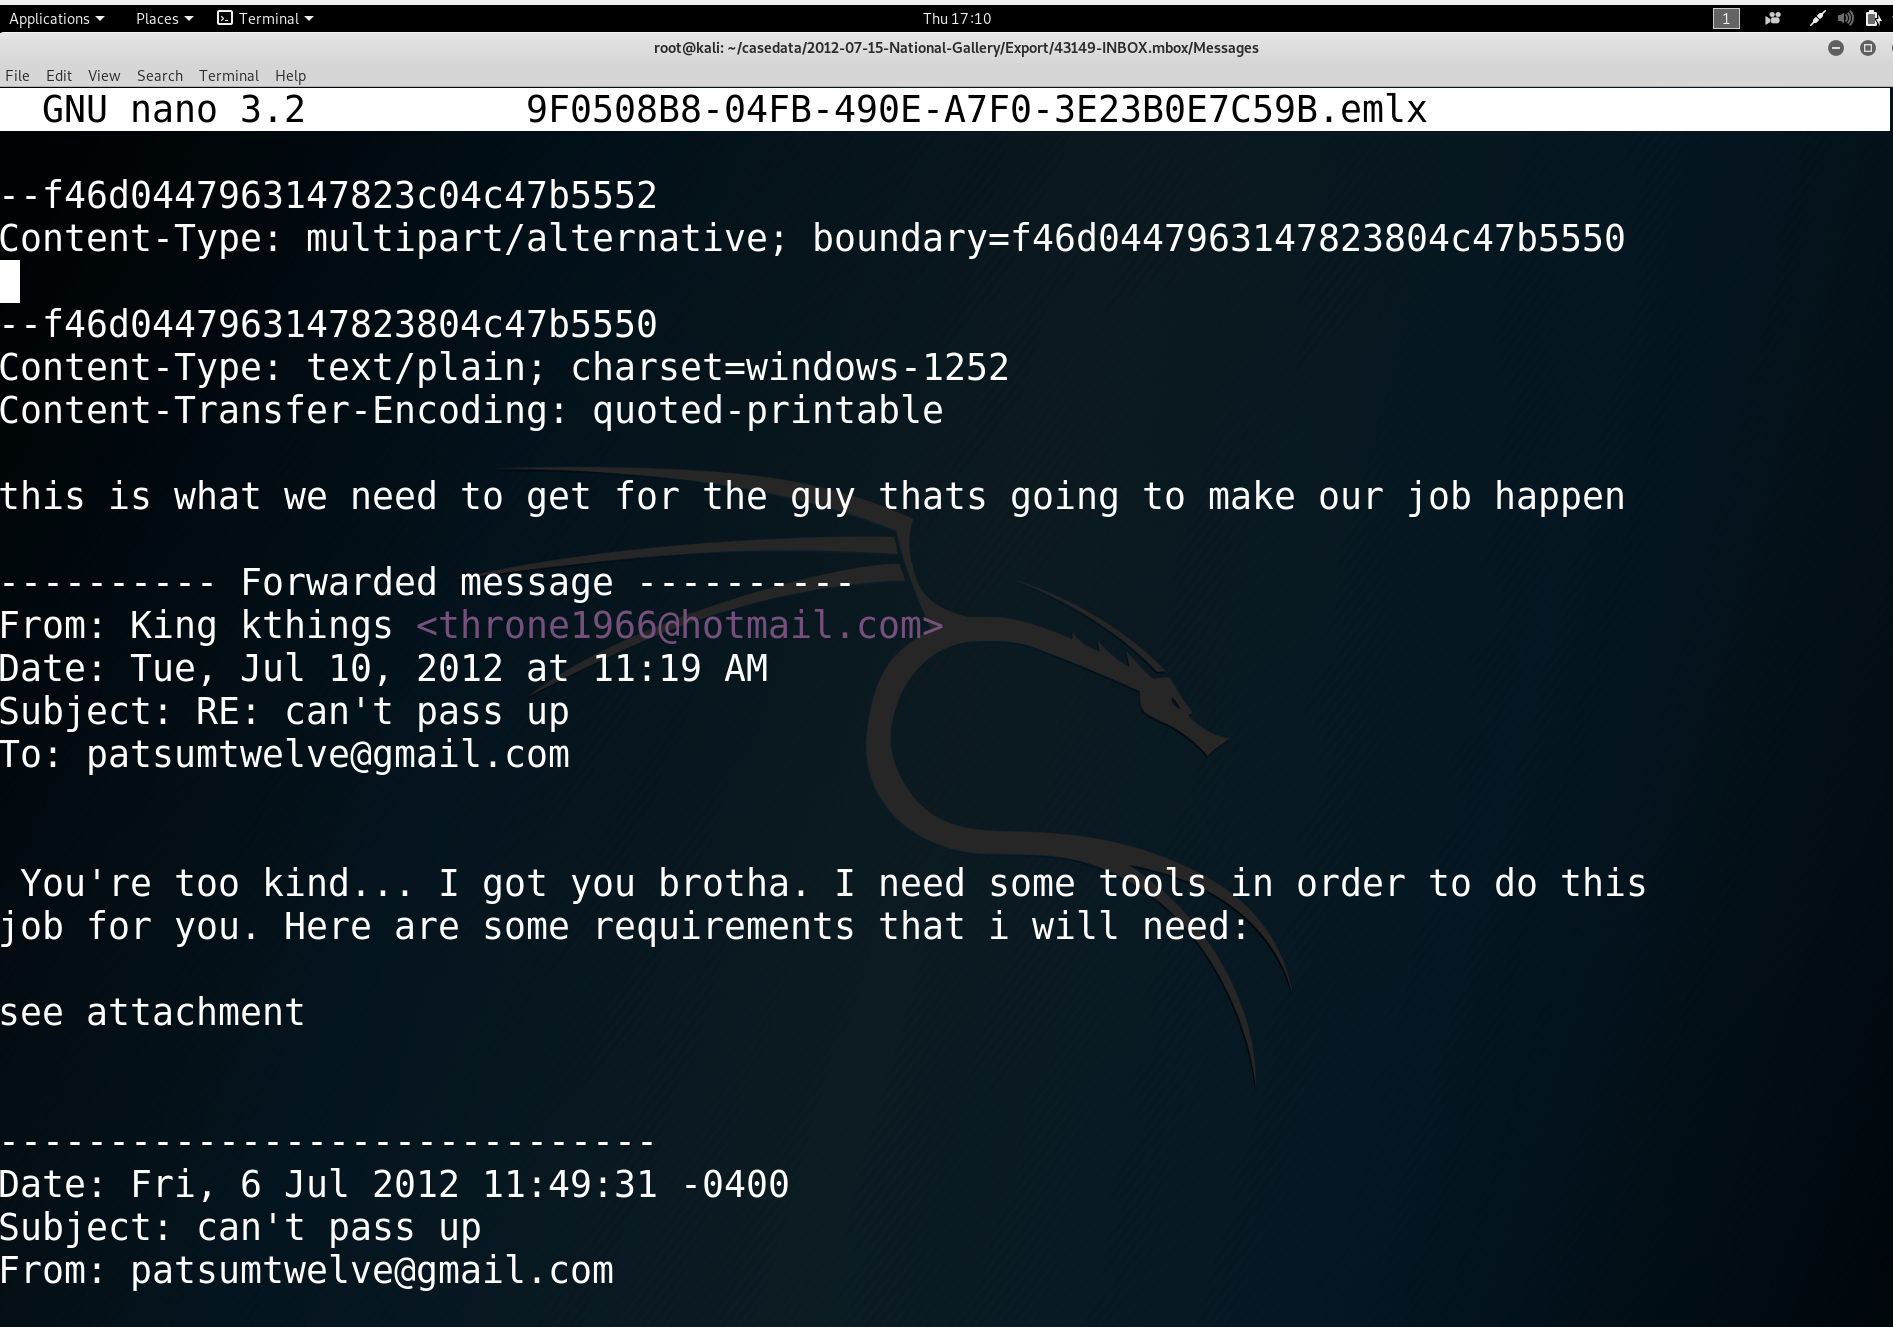 Applications Places Terminal Thu 17:10 1
root@kali: ~/casedata/2012-07-15-National-Gallery/Export/43149-INBOX.mbox/Messages
File Edit View Search Terminal Help
GNU nano 3.2 9F0508B8-04FB-490E-A7F0-3E23B0E7C59B.emlx
--f46d0447963147823c04c47b5552
Content-Type: multipart/alternative; boundary=f46d0447963147823804c47b5550
--f46d0447963147823804c47b5550
Content-Type: text/plain; charset=windows-1252
Content-Transfer-Encoding: quoted-printable
this is what we need to get for the guy thats going to make our job happen
---------- Forwarded message ----------
From: King kthings <throne1966@hotmail.com>
Date: Tue, Jul 10, 2012 at 11:19 AM
Subject: RE: can't pass up
To: patsumtwelve@gmail.com
You're too kind... I got you brotha. I need some tools in order to do this
job for you. Here are some requirements that i will need:
see attachment
------------------------------
Date: Fri, 6 Jul 2012 11:49:31 -0400
Subject: can't pass up
From: patsumtwelve@gmail.com